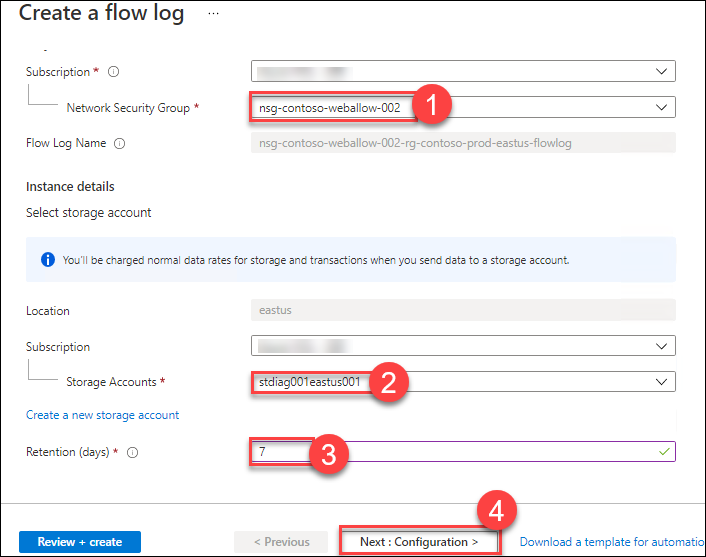 Create a flow log ...
Subscription *
Network Security Group * nsg-contoso-weballow-002 1
Flow Log Name nsg-contoso-weballow-002-rg-contoso-prod-eastus-flowlog
Instance details
Select storage account
You'll be charged normal data rates for storage and transactions when you send data to a storage account.
Location eastus
Subscription
Storage Accounts * stdiag001eastus001 2
Create a new storage account
Retention (days) * 7 3
4
Review + create < Previous Next : Configuration > Download a template for automatio